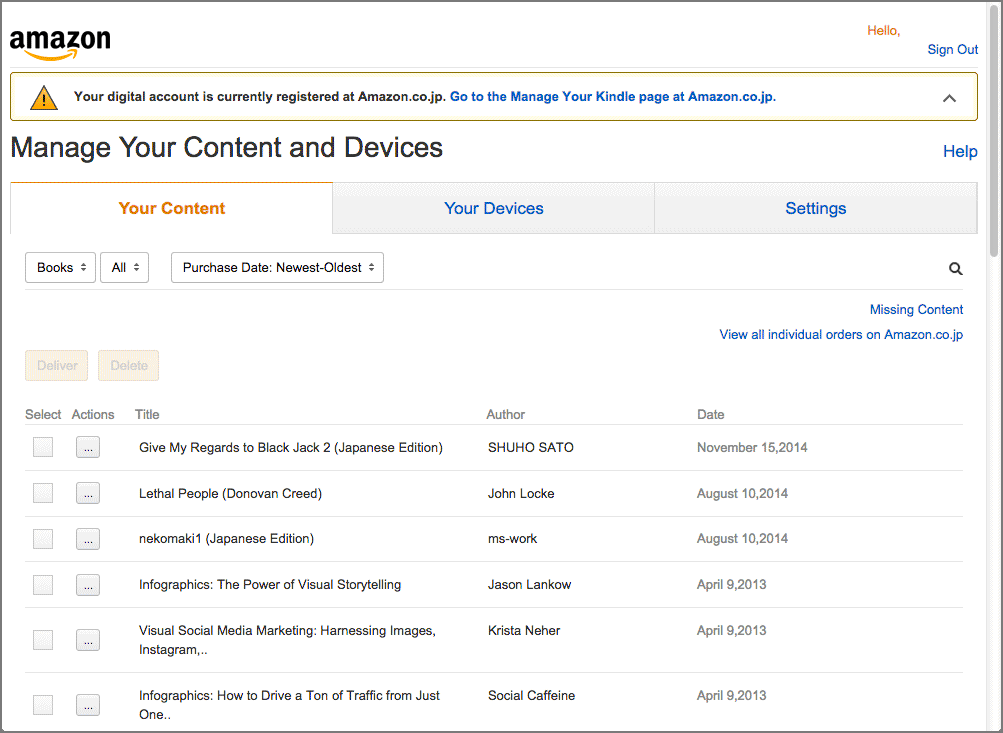 amazon
Hello,
Sign Out
Your digital account is currently registered at Amazon.co.jp. Go to the Manage Your Kindle page at Amazon.co.jp.
Manage Your Content and Devices
Help
Your Content Your Devices Settings
Books All Purchase Date: Newest-Oldest
Missing Content
View all individual orders on Amazon.co.jp
Deliver Delete
Select Actions Title Author Date
... Give My Regards to Black Jack 2 (Japanese Edition) SHUHO SATO November 15,2014
... Lethal People (Donovan Creed) John Locke August 10,2014
... nekomaki1 (Japanese Edition) ms-work August 10,2014
... Infographics: The Power of Visual Storytelling Jason Lankow April 9,2013
... Visual Social Media Marketing: Harnessing Images, Krista Neher April 9,2013
Instagram,..
... Infographics: How to Drive a Ton of Traffic from Just Social Caffeine April 9,2013
One..